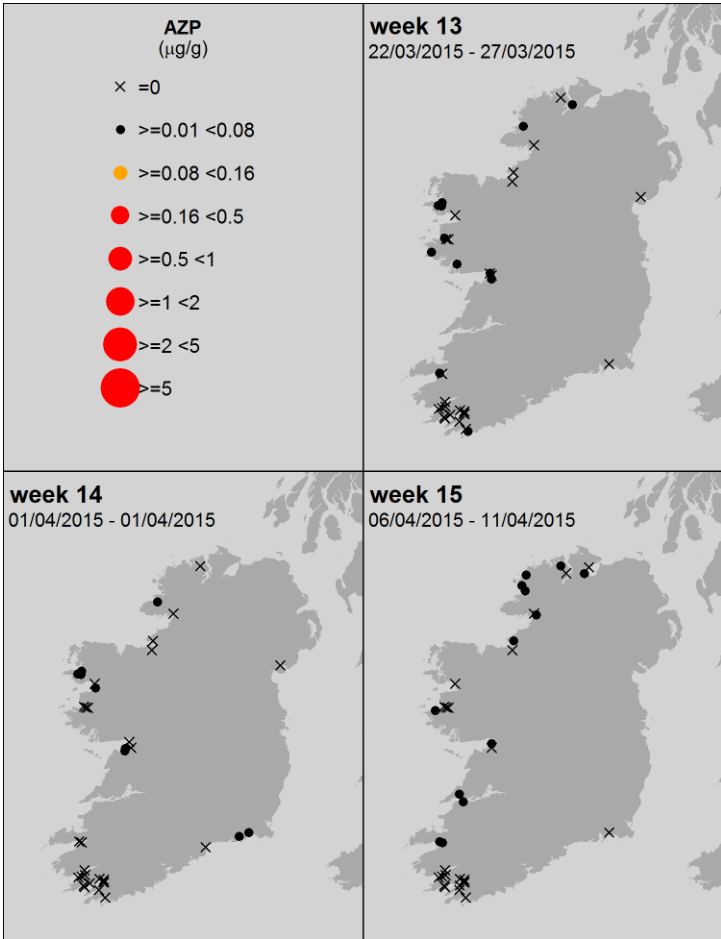 AZP
(µg/g)
=0
>=0.01 <0.08
>=0.08 <0.16
>=0.16 <0.5
>=0.5 <1
>=1 <2
>=2 <5
>=5
week 13
22/03/2015 - 27/03/2015
week 14
01/04/2015 - 01/04/2015
week 15
06/04/2015 - 11/04/2015